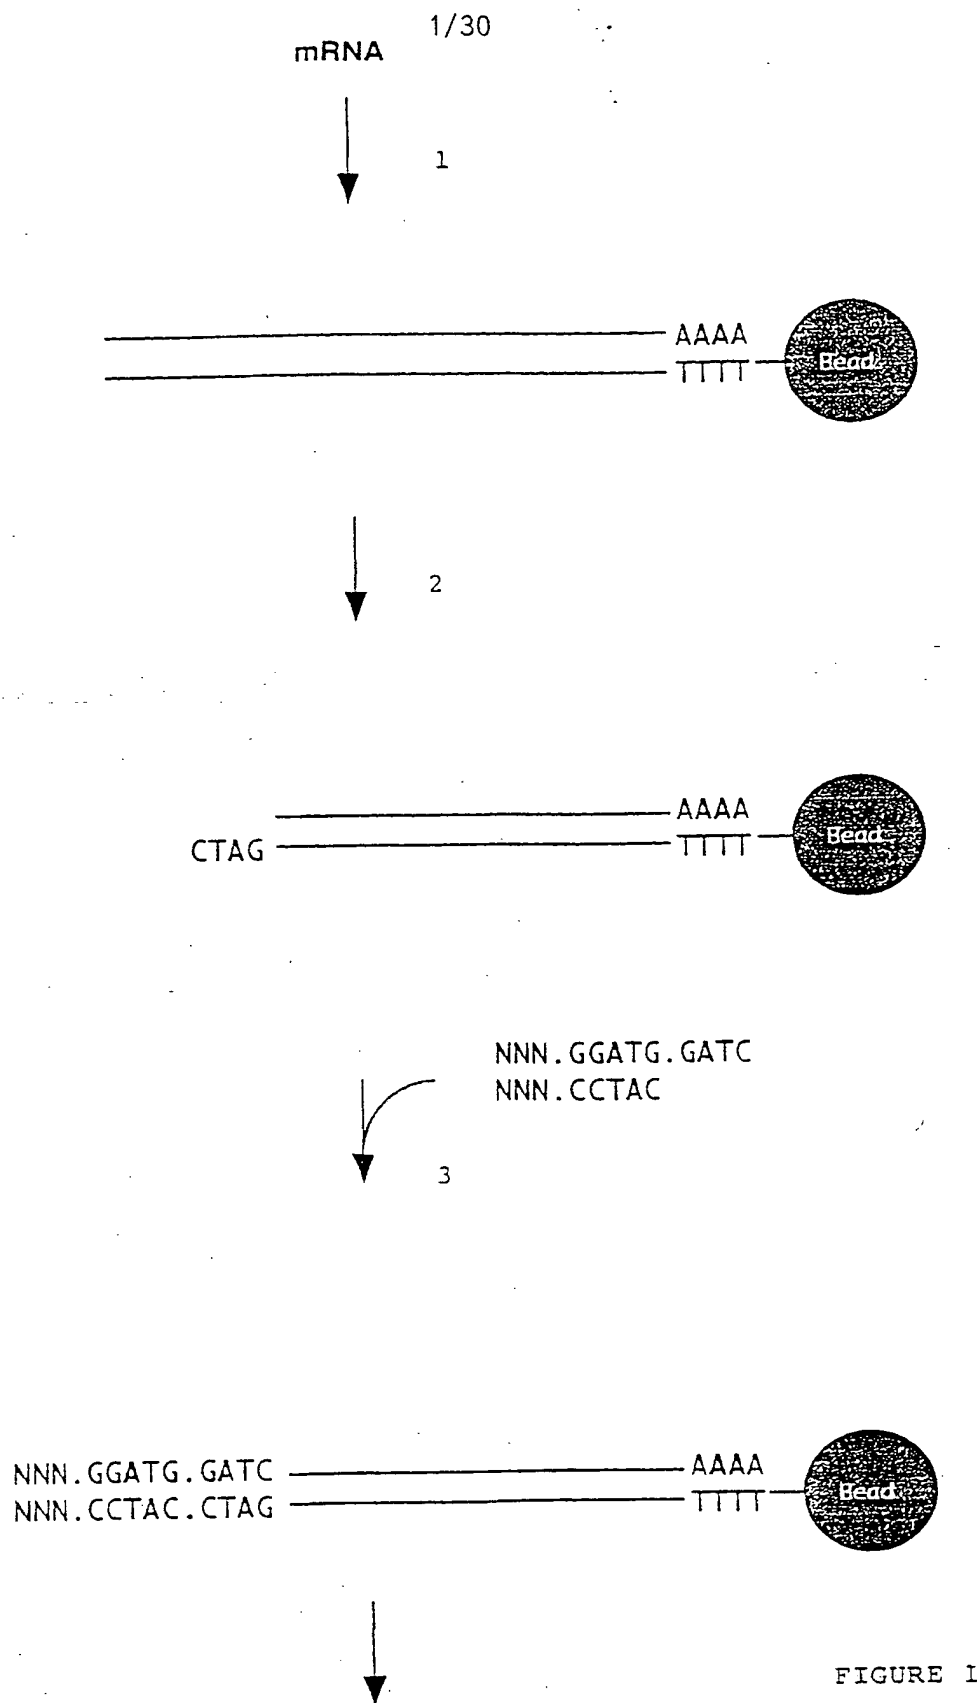 1/30
mRNA
1
AAAA
TTTT
Bead
2
AAAA
CTAG
TTTT
Bead
NNN.GGATG.GATC
NNN.CCTAC
3
NNN.GGATG.GATC
AAAA
NNN.CCTAC.CTAG
TTTT
Bead
FIGURE I